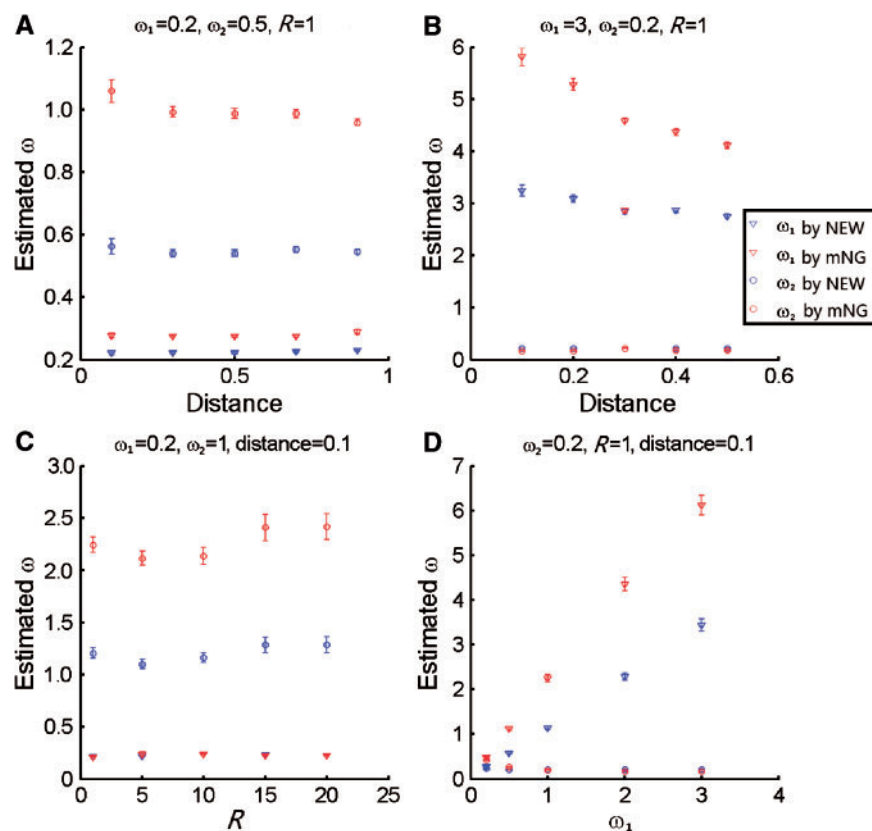 A
ω₁=0.2, ω₂=0.5, R=1
1.2
1.0
0.8
0.6
0.4
0.2
Estimated ω
0
0.5
1
Distance
B
ω₁=3, ω₂=0.2, R=1
6
5
4
3
2
1
0
Estimated ω
0
0.2
0.4
0.6
Distance
ω₁ by NEW
ω₁ by mNG
ω₂ by NEW
ω₂ by mNG
C
ω₁=0.2, ω₂=1, distance=0.1
3.0
2.5
2.0
1.5
1.0
0.5
0
Estimated ω
0
5
10
15
20
25
R
D
ω₂=0.2, R=1, distance=0.1
7
6
5
4
3
2
1
0
Estimated ω
0
1
2
3
4
ω₁